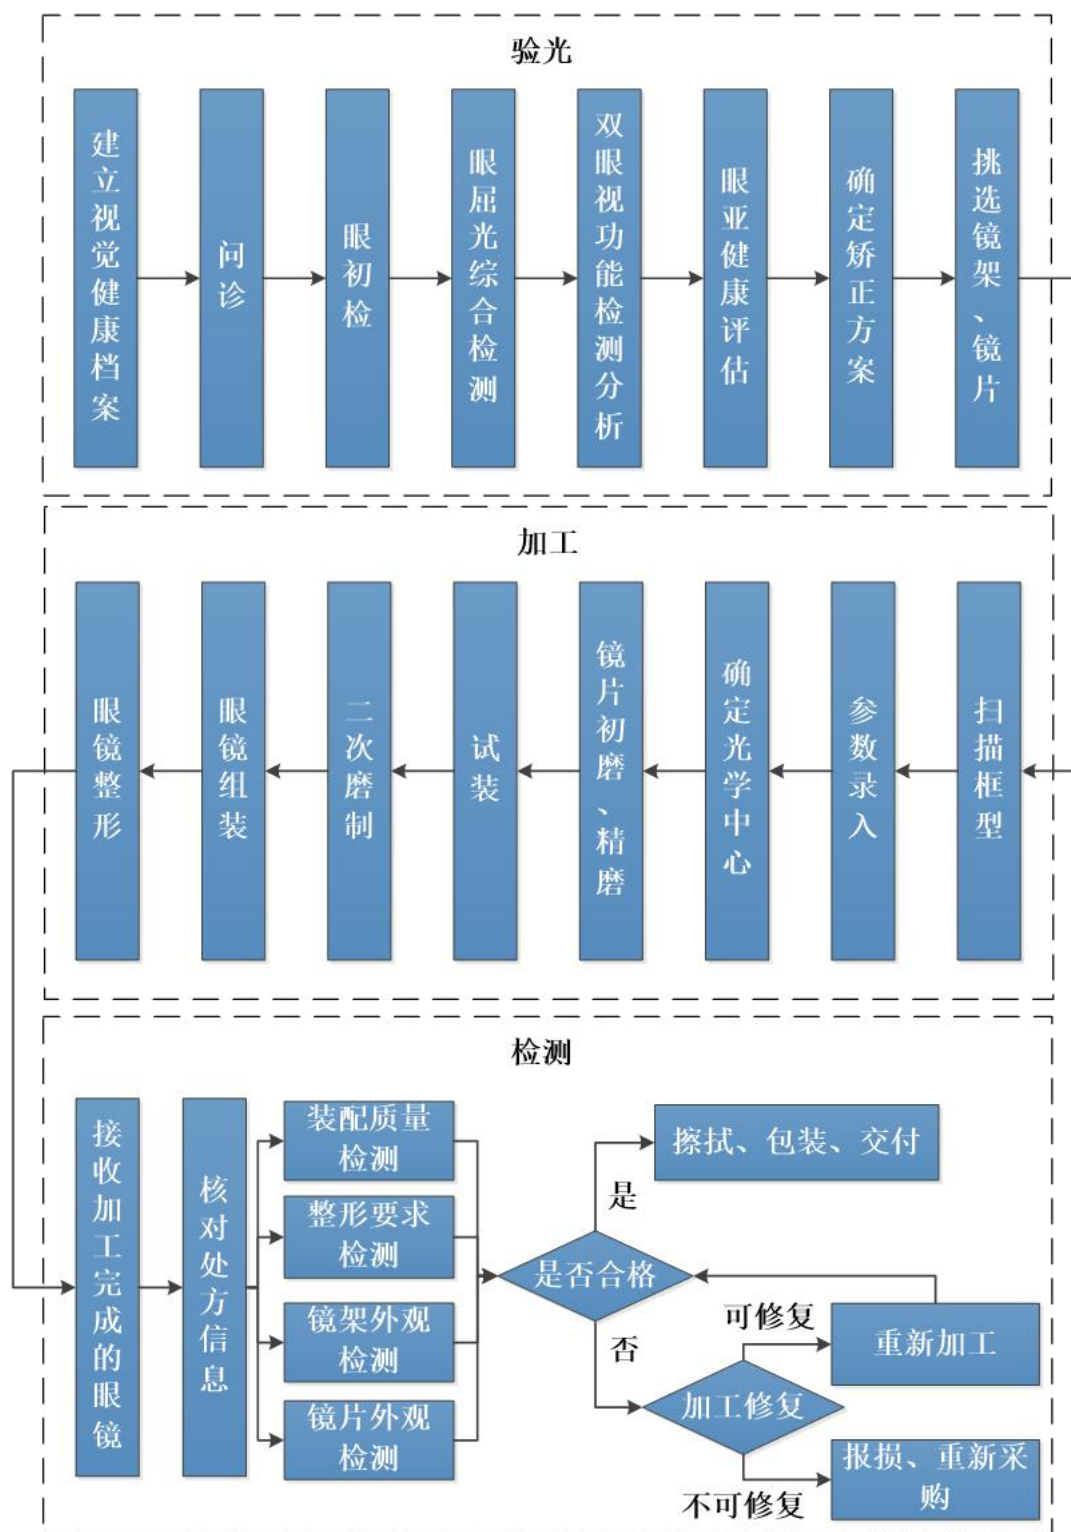 验光
建立视觉健康档案
问诊
眼初检
眼屈光综合检测
双眼视功能检测分析
眼亚健康评估
确定矫正方案
挑选镜架、镜片
加工
扫描框型
参数录入
确定光学中心
镜片初磨、精磨
试装
二次磨制
眼镜组装
眼镜整形
检测
接收加工完成的眼镜
核对处方信息
装配质量
检测
整形要求
检测
镜架外观
检测
镜片外观
检测
是否合格
是
擦拭、包装、交付
否
加工修复
可修复
重新加工
不可修复
报损、重新采
购